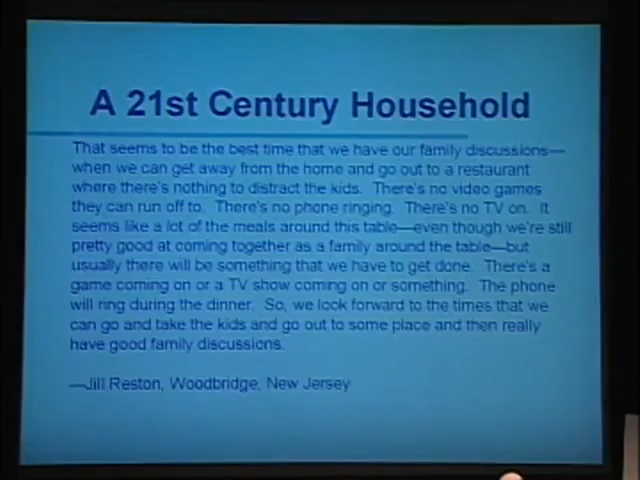 A 21st Century Household
That seems to be the best time that we have our family discussions—
when we can get away from the home and go out to a restaurant
where there's nothing to distract the kids. There's no video games
they can run off to. There's no phone ringing. There's no TV on. It
seems like a lot of the meals around this table—even though we're still
pretty good at coming together as a family around the table—but
usually there will be something that we have to get done. There's a
game coming on or a TV show coming on or something. The phone
will ring during the dinner. So, we look forward to the times that we
can go and take the kids and go out to some place and then really
have good family discussions.
—Jill Reston, Woodbridge, New Jersey